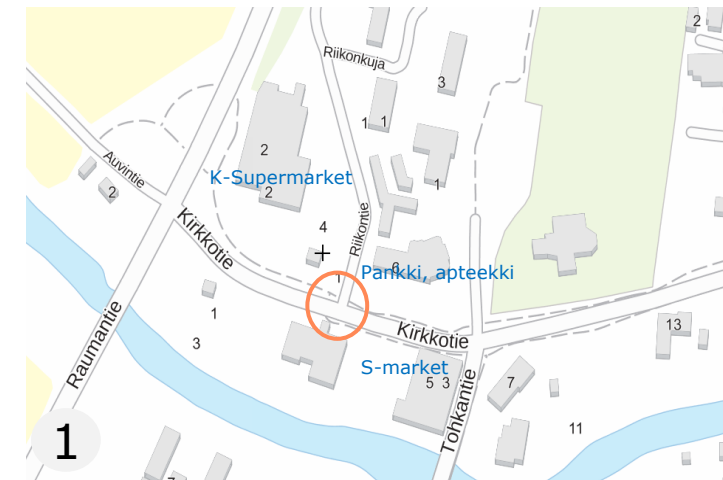 2
Riikonkuja
3
1
1
2
Auvintie
2
K-Supermarket
2
1
Kirkkotie
4
Riikontie
6
Pankki, apteekki
1
1
Kirkkotie
13
3
Raumantie
S-market
5
3
7
Tohkantie
11
1